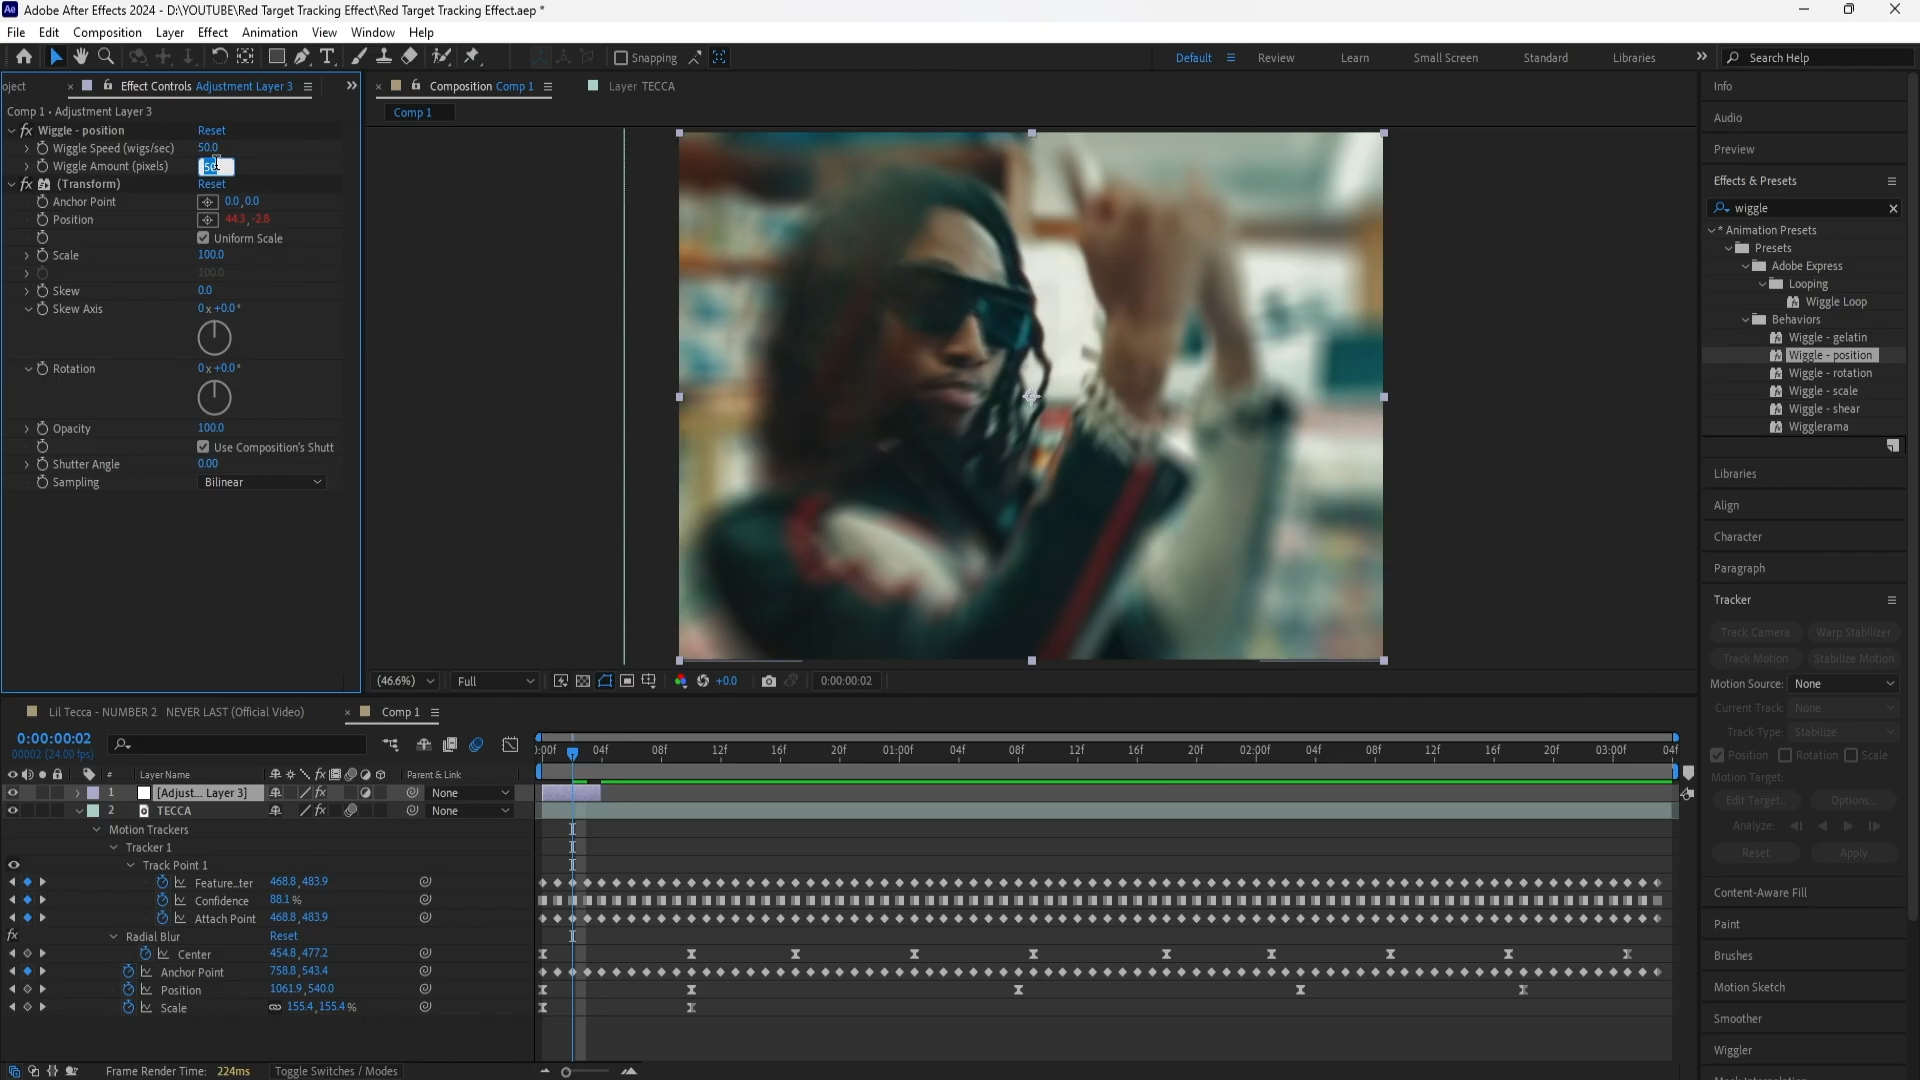 Adobe After Effects 2024 - D:\YOUTUBE\Red Target Tracking Effect\Red Target Tracking Effect.aep *
File Edit Composition Layer Effect Animation View Window Help
Snapping Default Review Learn Small Screen Standard Libraries Search Help
oject Effect Controls Adjustment Layer 3 Composition Comp 1 Layer TECCA
Comp 1 • Adjustment Layer 3
Comp 1
Wiggle - position Reset
Wiggle Speed (wigs/sec) 50.0
Wiggle Amount (pixels) 50
(Transform) Reset
Anchor Point 0.0,0.0
Position 44.3,-2.8
Uniform Scale
Scale 100.0
100.0
Skew 0.0
Skew Axis 0x+0.0°
Rotation 0x+0.0°
Opacity 100.0
Use Composition's Shutt
Shutter Angle 0.00
Sampling Bilinear
(46.6%) Full +0.0 0:00:00:02
Info
Audio
Preview
Effects & Presets
wiggle
* Animation Presets
Presets
Adobe Express
Looping
Wiggle Loop
Behaviors
Wiggle - gelatin
Wiggle - position
Wiggle - rotation
Wiggle - scale
Wiggle - shear
Wigglerama
Libraries
Align
Character
Paragraph
Tracker
Track Camera Warp Stabilizer
Track Motion Stabilize Motion
Motion Source: None
Current Track: None
Track Type: Stabilize
Position Rotation Scale
Motion Target:
Edit Target... Options...
Analyze:
Reset Apply
Content-Aware Fill
Paint
Brushes
Motion Sketch
Smoother
Wiggler
Lil Tecca - NUMBER 2 NEVER LAST (Official Video) Comp 1
0:00:00:02
00002 (24.00 fps)
):00f 04f 08f 12f 16f 20f 01:00f 04f 08f 12f 16f 20f 02:00f 04f 08f 12f 16f 20f 03:00f 04f
# Layer Name Parent & Link
1 [Adjust... Layer 3] None
2 TECCA None
Motion Trackers
Tracker 1
Track Point 1
Feature...ter 468.8,483.9
Confidence 88.1%
Attach Point 468.8,483.9
Radial Blur Reset
Center 454.8,477.2
Anchor Point 758.8,543.4
Position 1061.9,540.0
Scale 155.4,155.4%
Frame Render Time: 224ms Toggle Switches / Modes